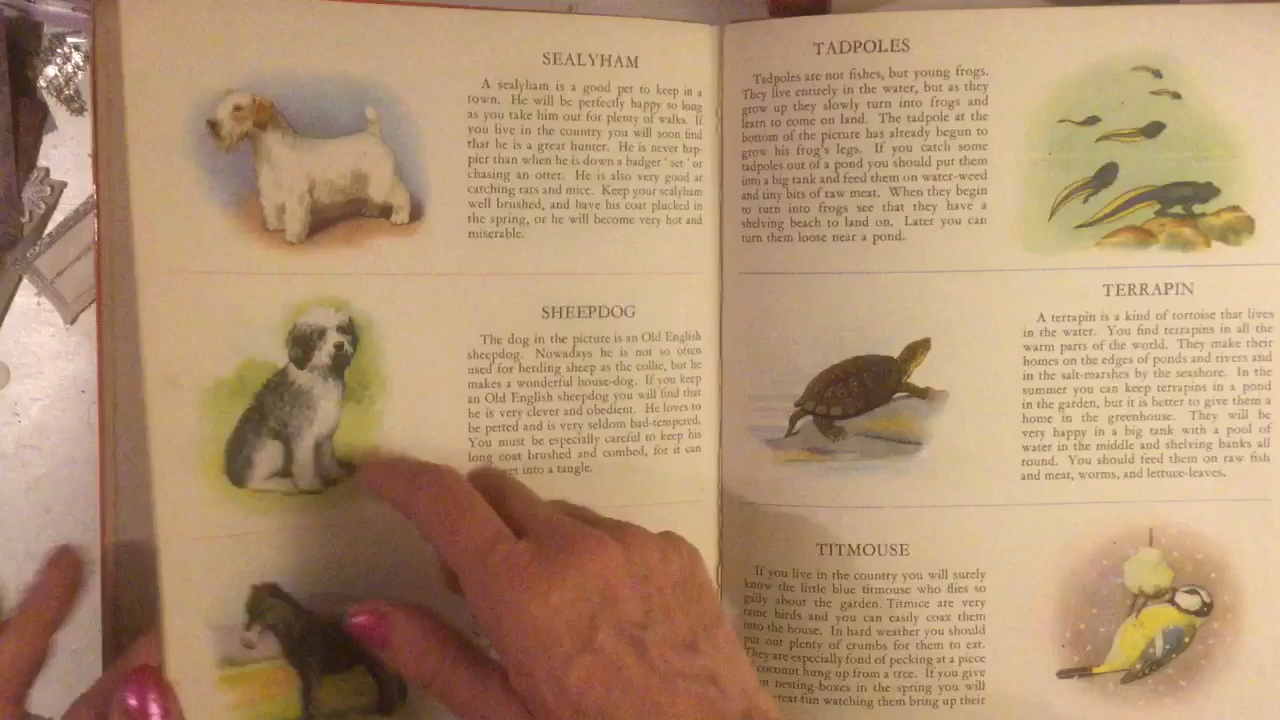 SEALYHAM
A sealyham is a good pet to keep in a
town. He will be perfectly happy so long
as you take him out for plenty of walks. If
you live in the country you will soon find
that he is a great hunter. He is never hap-
pier than when he is down a badger ' set ' or
chasing an otter. He is also very good at
catching rats and mice. Keep your sealyham
well brushed, and have his coat plucked in
the spring, or he will become very hot and
miserable.
SHEEPDOG
The dog in the picture is an Old English
sheepdog. Nowadays he is not so often
used for herding sheep as the collie, but he
makes a wonderful house-dog. If you keep
an Old English sheepdog you will find that
he is very clever and obedient. He loves to
be petted and is very seldom bad-tempered.
You must be especially careful to keep his
long coat brushed and combed, for it can
into a tangle.
TADPOLES
Tadpoles are not fishes, but young frogs.
They live entirely in the water, but as they
grow up they slowly turn into frogs and
learn to come on land. The tadpole at the
bottom of the picture has already begun to
grow his frog's legs. If you catch some
tadpoles out of a pond you should put them
into a big tank and feed them on water-weed
and tiny bits of raw meat. When they begin
to turn into frogs see that they have a
shelving beach to land on. Later you can
turn them loose near a pond.
TERRAPIN
A terrapin is a kind of tortoise that lives
in the water. You find terrapins in all the
warm parts of the world. They make their
homes on the edges of ponds and rivers and
in the salt-marshes by the seashore. In the
summer you can keep terrapins in a pond
in the garden, but it is better to give them a
home in the greenhouse. They will be
very happy in a big tank with a pool of
water in the middle and shelving banks all
round. You should feed them on raw fish
and meat, worms, and lettuce-leaves.
TITMOUSE
If you live in the country you will surely
know the little blue titmouse who flies so
gaily about the garden. Titmice are very
tame birds and you can easily coax them
into the house. In hard weather you should
put out plenty of crumbs for them to eat.
They are especially fond of pecking at a piece
coconut hung up from a tree. If you give
nesting-boxes in the spring you will
fun watching them bring up their